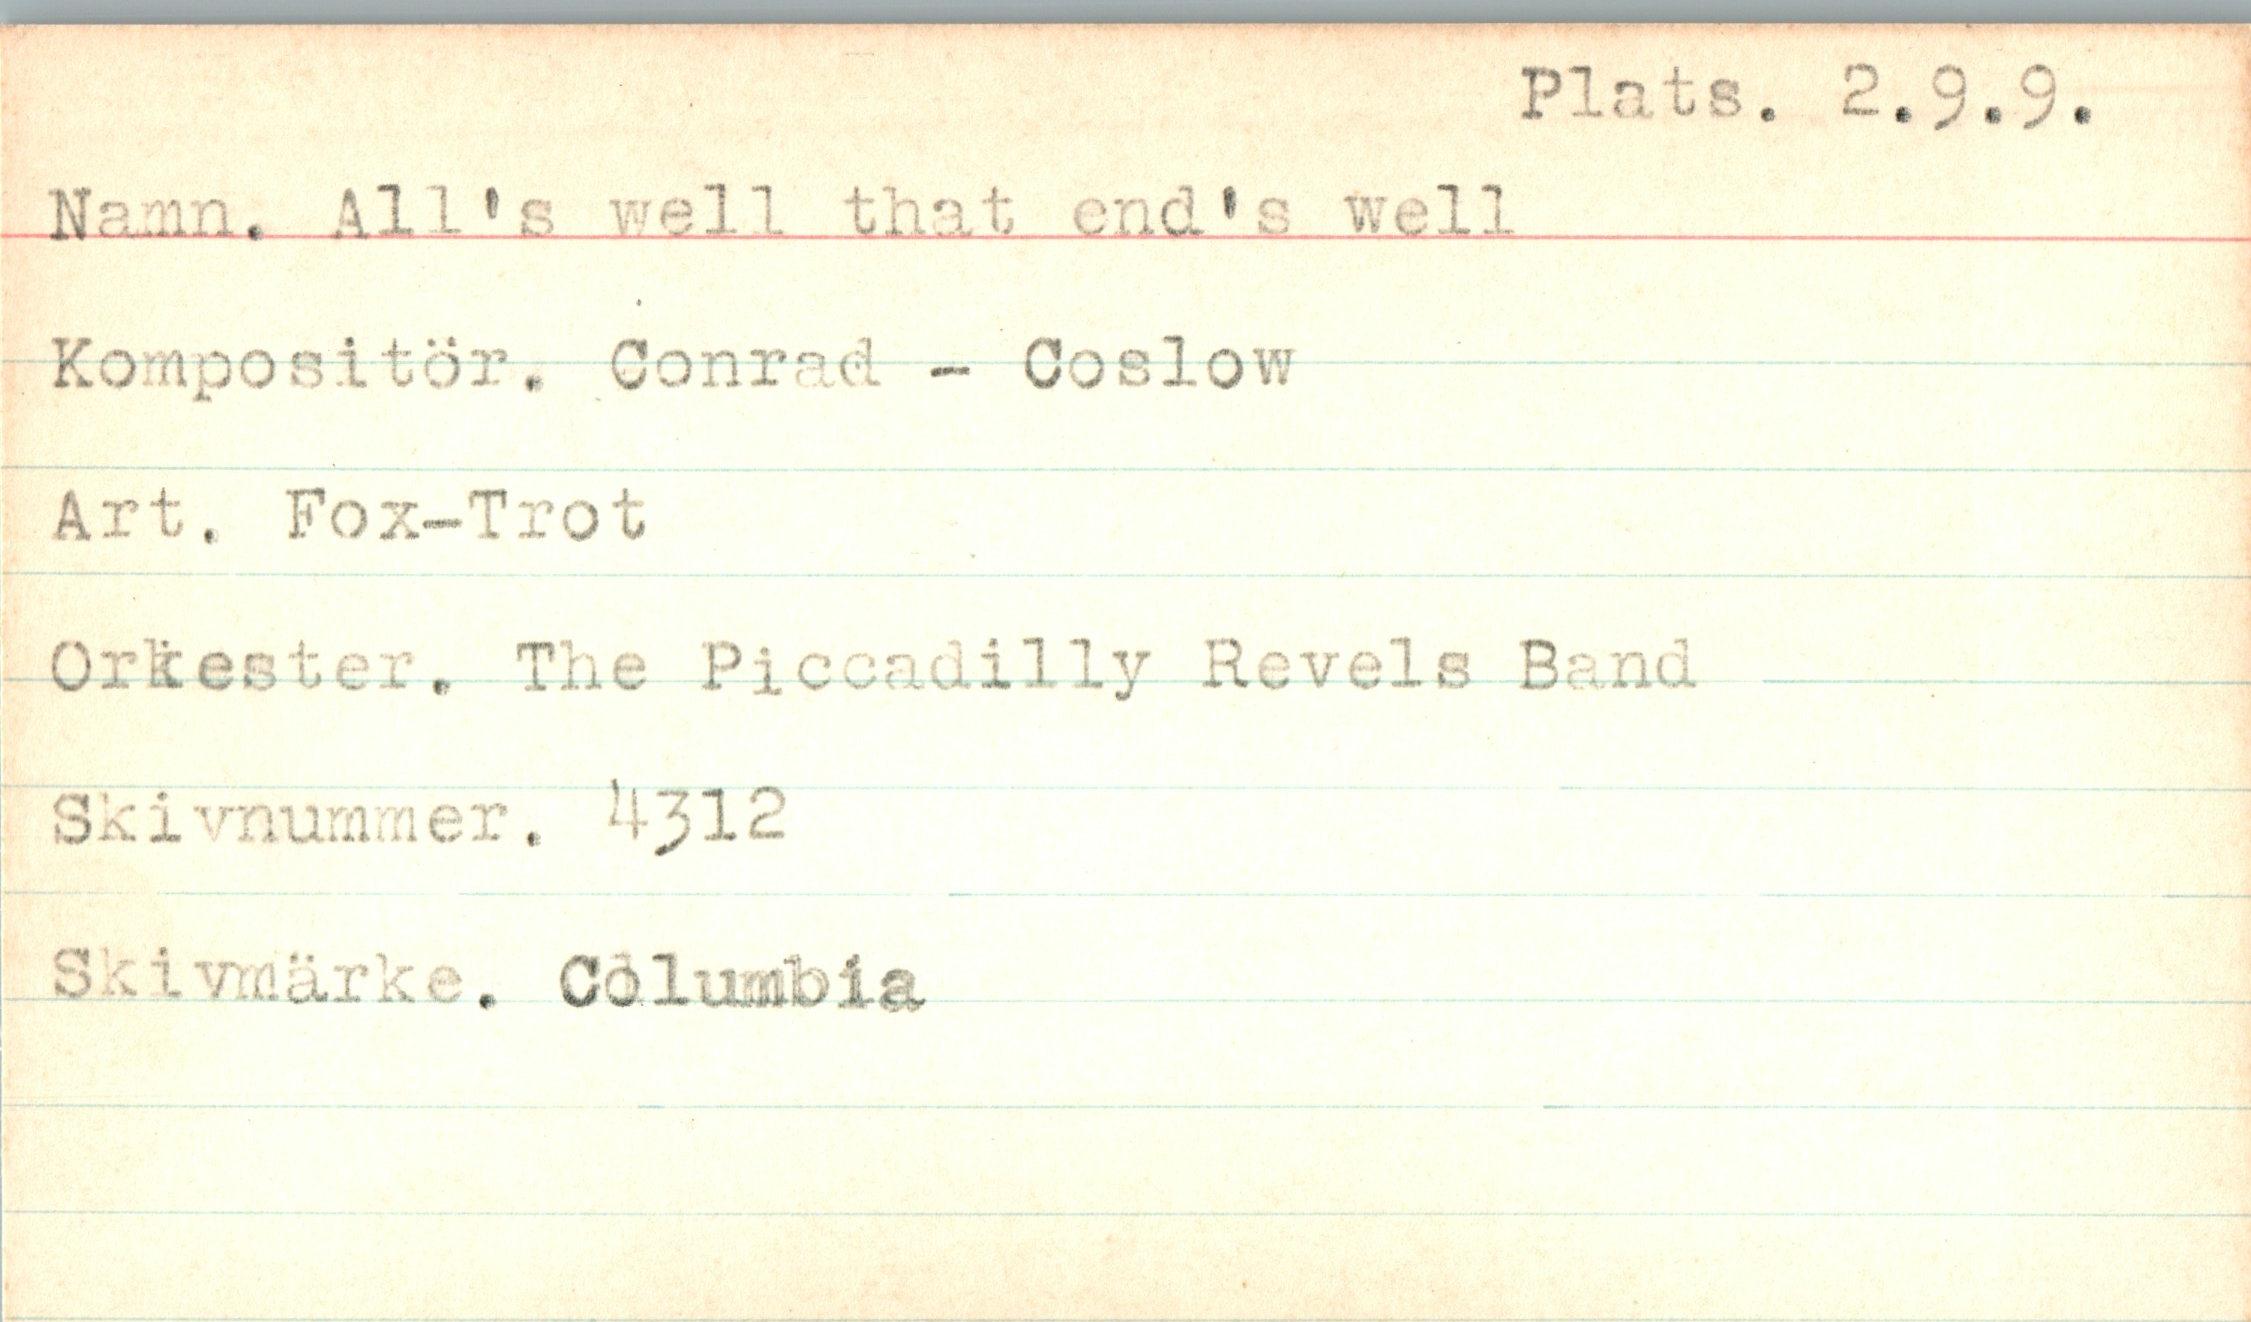 Plats. 2.9.9.
Namn. All's well that end's well
Kompositör. Conrad - Coslow
Art. Fox-Trot
Orkester. The Piccadilly Revels Band
Skivnummer. 4312
Skivmärke. Columbia